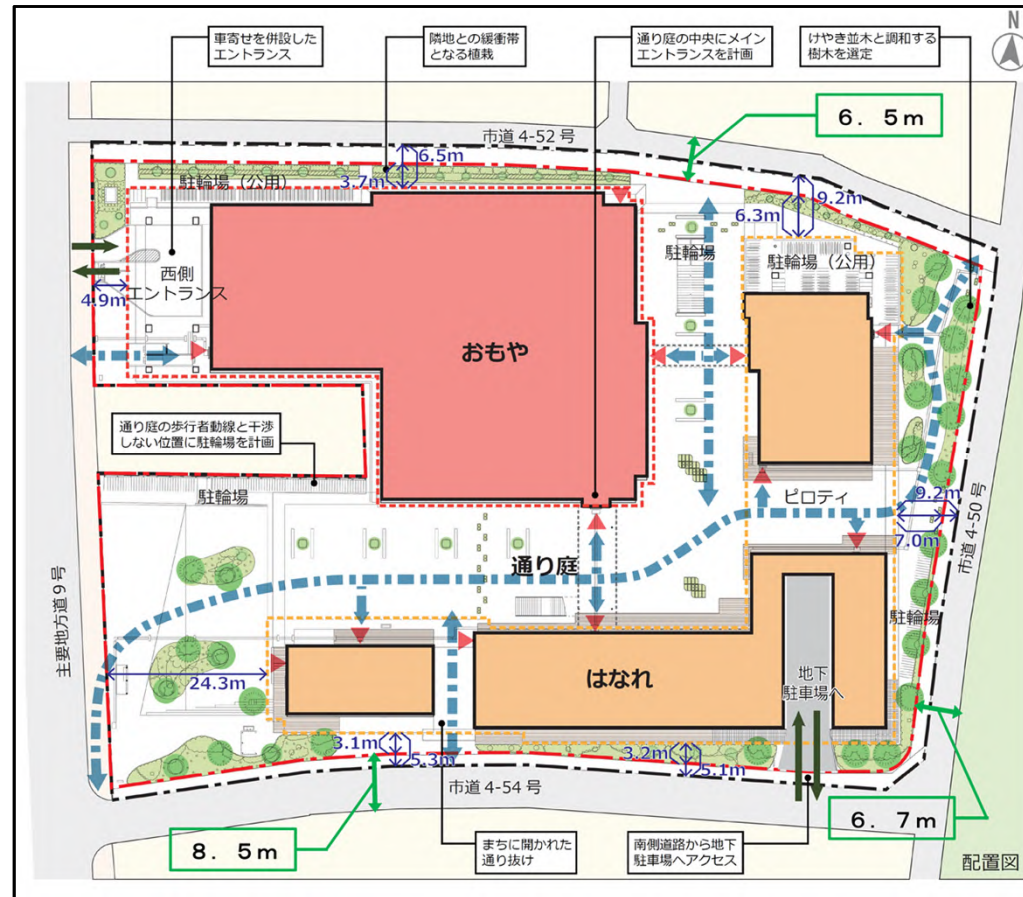 車寄せを併設した
エントランス
隣地との緩衝帯
となる植栽
通り庭の中央にメイン
エントランスを計画
けやき並木と調和する
樹木を選定
N
6.5m
市道 4-52 号
6.5m
3.7m
駐輪場（公用）
9.2m
6.3m
駐輪場
駐輪場（公用）
西側
エントランス
4.9m
おもや
通り庭の歩行者動線と干渉
しない位置に駐輪場を計画
駐輪場
ピロティ
9.2m
7.0m
市道 4-50 号
通り庭
主要地方道 9 号
駐輪場
24.3m
はなれ
地下
駐車場へ
3.1m
5.3m
3.2m
5.1m
市道 4-54 号
8.5m
まちに開かれた
通り抜け
南側道路から地下
駐車場へアクセス
6.7m
配置図